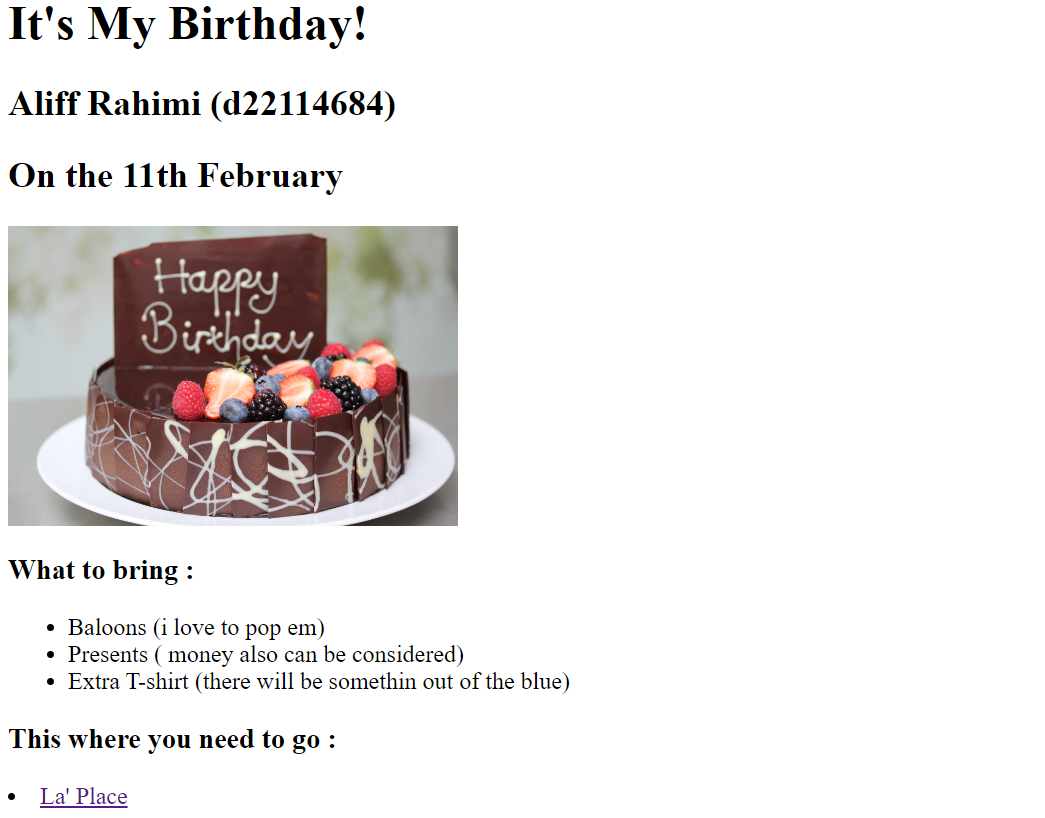 It's My Birthday!
Aliff Rahimi (d22114684)
On the 11th February
Happy
Birthday
What to bring :
Baloons (i love to pop em)
Presents ( money also can be considered)
Extra T-shirt (there will be somethin out of the blue)
This where you need to go :
La' Place